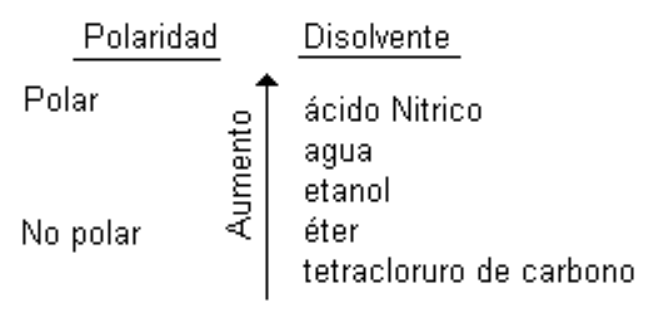 Polaridad Disolvente
Polar
Aumento
No polar
ácido Nitrico
agua
etanol
éter
tetracloruro de carbono